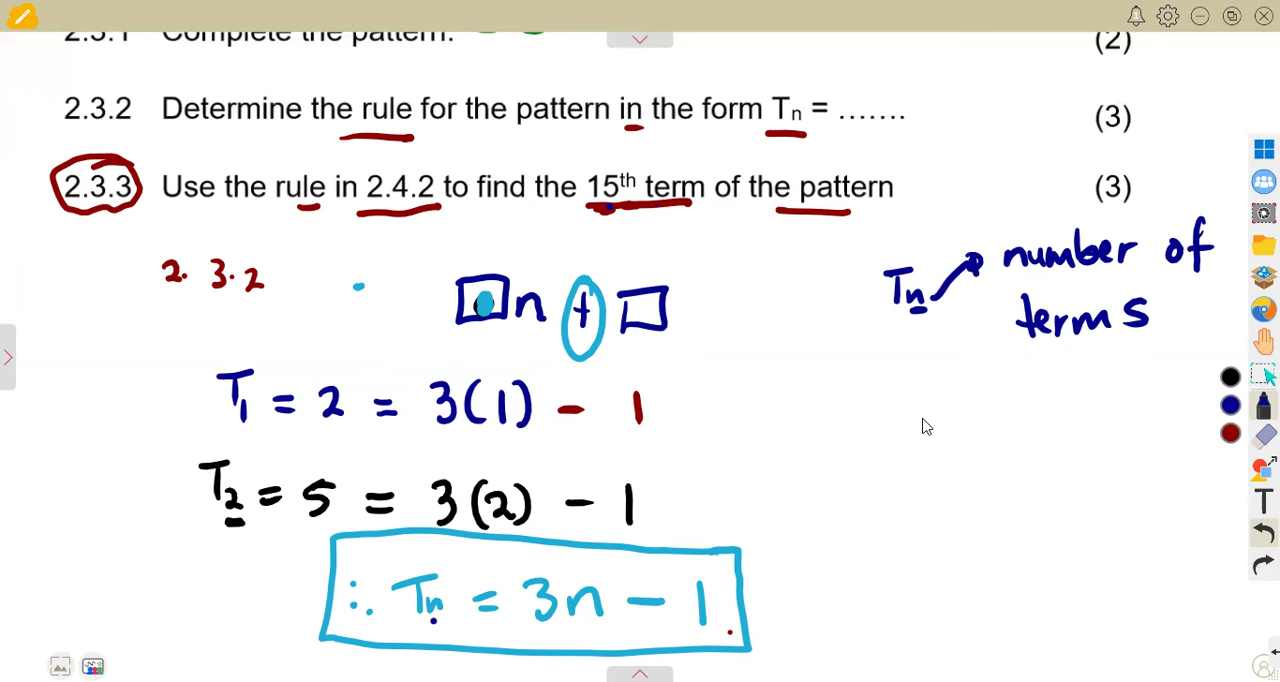 2.3.1 Complete the pattern. (2)
2.3.2 Determine the rule for the pattern in the form Tn = ....... (3)
2.3.3 Use the rule in 2.4.2 to find the 15th term of the pattern (3)
2. 3.2
□n + □
Tn number of
terms
T1 = 2 = 3(1) - 1
T2 = 5 = 3(2) - 1
∴ Tn = 3n - 1
T